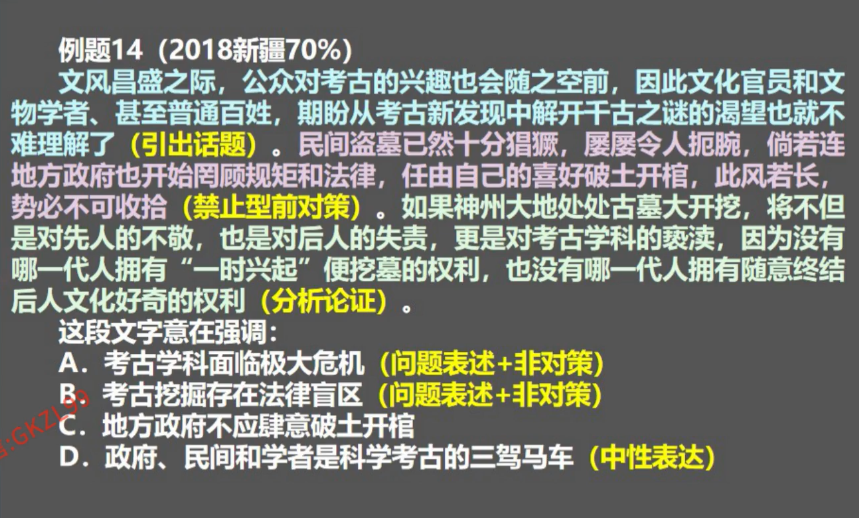 例题14（2018新疆70%）
文风昌盛之际，公众对考古的兴趣也会随之空前，因此文化官员和文
物学者、甚至普通百姓，期盼从考古新发现中解开千古之谜的渴望也就不
难理解了（引出话题）。民间盗墓已然十分猖獗，屡屡令人扼腕，倘若连
地方政府也开始罔顾规矩和法律，任由自己的喜好破土开棺，此风若长，
势必不可收拾（禁止型前对策）。如果神州大地处处古墓大开挖，将不但
是对先人的不敬，也是对后人的失责，更是对考古学科的亵渎，因为没有
哪一代人拥有“一时兴起”便挖墓的权利，也没有哪一代人拥有随意终结
后人文化好奇的权利（分析论证）。
这段文字意在强调：
A．考古学科面临极大危机（问题表述+非对策）
B．考古挖掘存在法律盲区（问题表述+非对策）
C．地方政府不应肆意破土开棺
D．政府、民间和学者是科学考古的三驾马车（中性表达）
:GKZL99